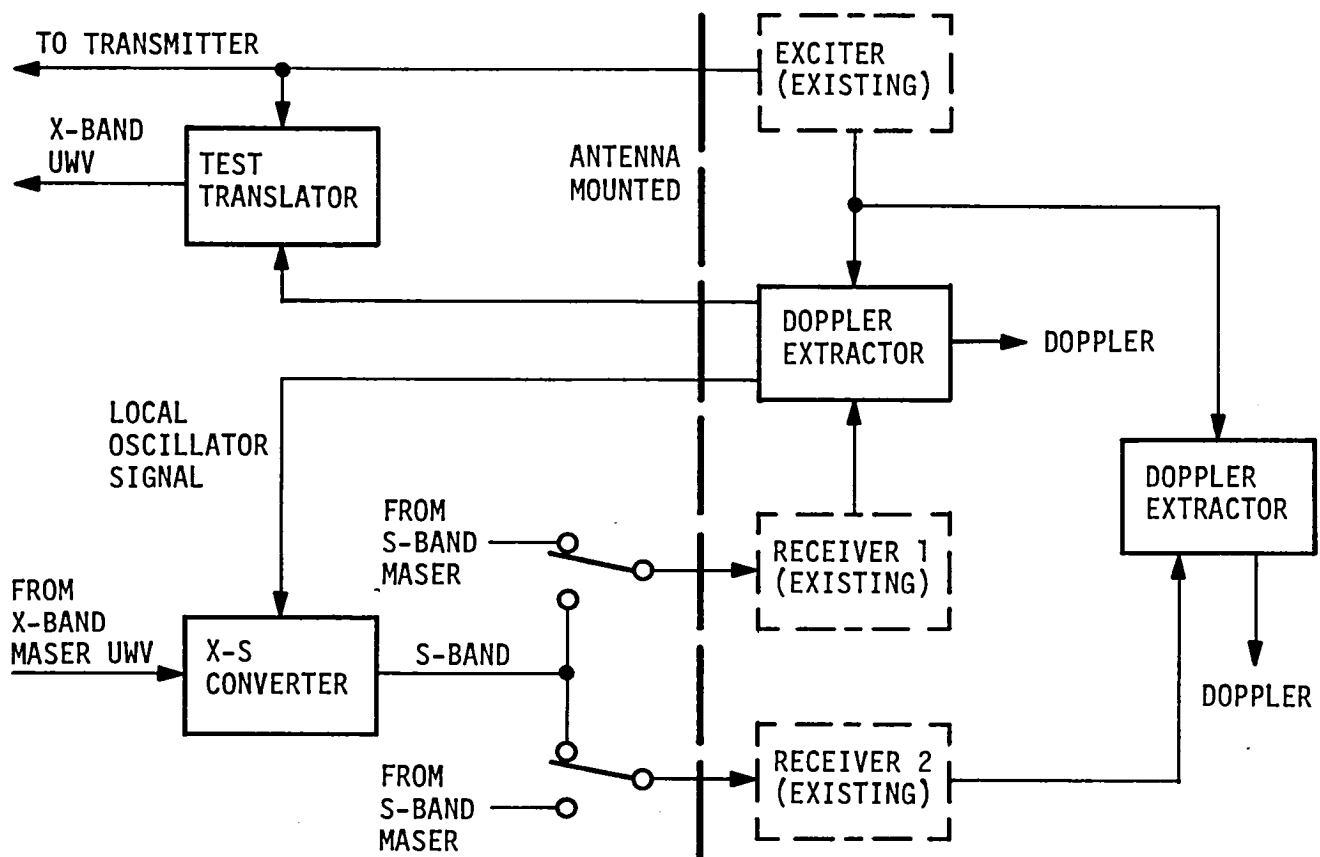 TO TRANSMITTER
EXCITER
(EXISTING)
X-BAND
UWV
TEST
TRANSLATOR
ANTENNA
MOUNTED
DOPPLER
EXTRACTOR
DOPPLER
LOCAL
OSCILLATOR
SIGNAL
DOPPLER
EXTRACTOR
FROM
S-BAND
MASER
RECEIVER 1
(EXISTING)
FROM
X-BAND
MASER UWV
X-S
CONVERTER
S-BAND
DOPPLER
FROM
S-BAND
MASER
RECEIVER 2
(EXISTING)